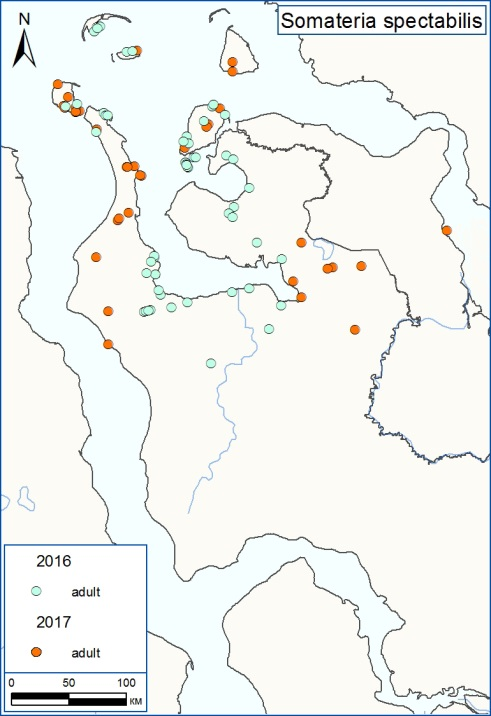 Somateria spectabilis
N
2016
adult
2017
adult
0 50 100
KM